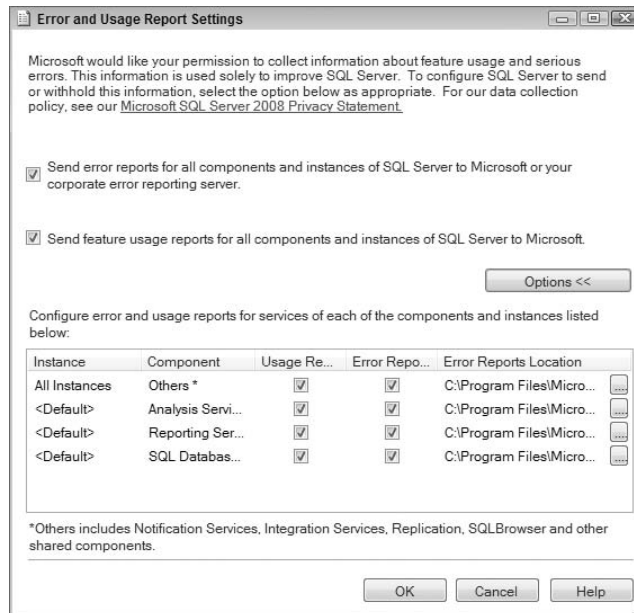 Error and Usage Report Settings
Microsoft would like your permission to collect information about feature usage and serious
errors. This information is used solely to improve SQL Server. To configure SQL Server to send
or withhold this information, select the option below as appropriate. For our data collection
policy, see our Microsoft SQL Server 2008 Privacy Statement.
Send error reports for all components and instances of SQL Server to Microsoft or your
corporate error reporting server.
Send feature usage reports for all components and instances of SQL Server to Microsoft.
Options <<
Configure error and usage reports for services of each of the components and instances listed
below:
Instance Component Usage Re... Error Repo... Error Reports Location
All Instances Others * C:\Program Files\Micro... ...
<Default> Analysis Servi... C:\Program Files\Micro... ...
<Default> Reporting Ser... C:\Program Files\Micro... ...
<Default> SQL Databas... C:\Program Files\Micro... ...
*Others includes Notification Services, Integration Services, Replication, SQLBrowser and other
shared components.
OK Cancel Help